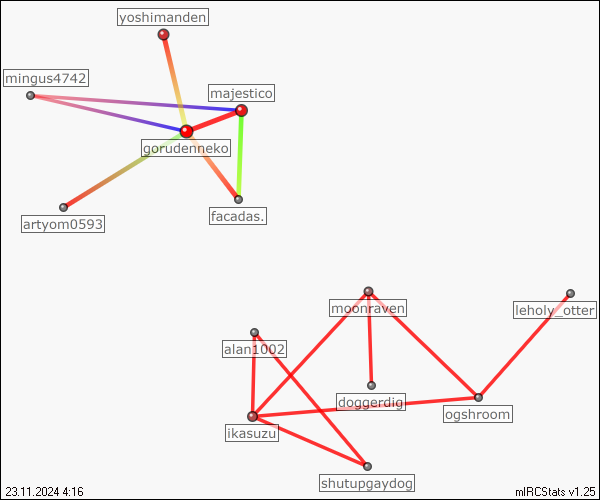 yoshimanden
mingus4742
majestico
gorudenneko
artyom0593
facadas.
moonraven
leholy_otter
alan1002
doggerdig
ogshroom
ikasuzu
shutupgaydog
23.11.2024 4:16
mIRCStats v1.25